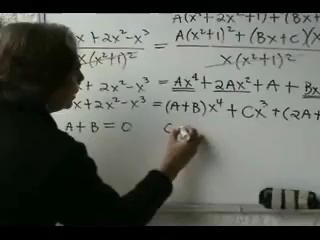 A(x²+2x²+1) + (Bx+
x + 2x² - x³ = A(x²+1)² + (Bx+C)(x
x(x²+1)² x(x²+1)²
x + 2x² - x³ = Ax⁴ + 2Ax² + A + Bx
x + 2x² - x³ = (A+B)x⁴ + Cx³ + (2A+
A + B = 0 C